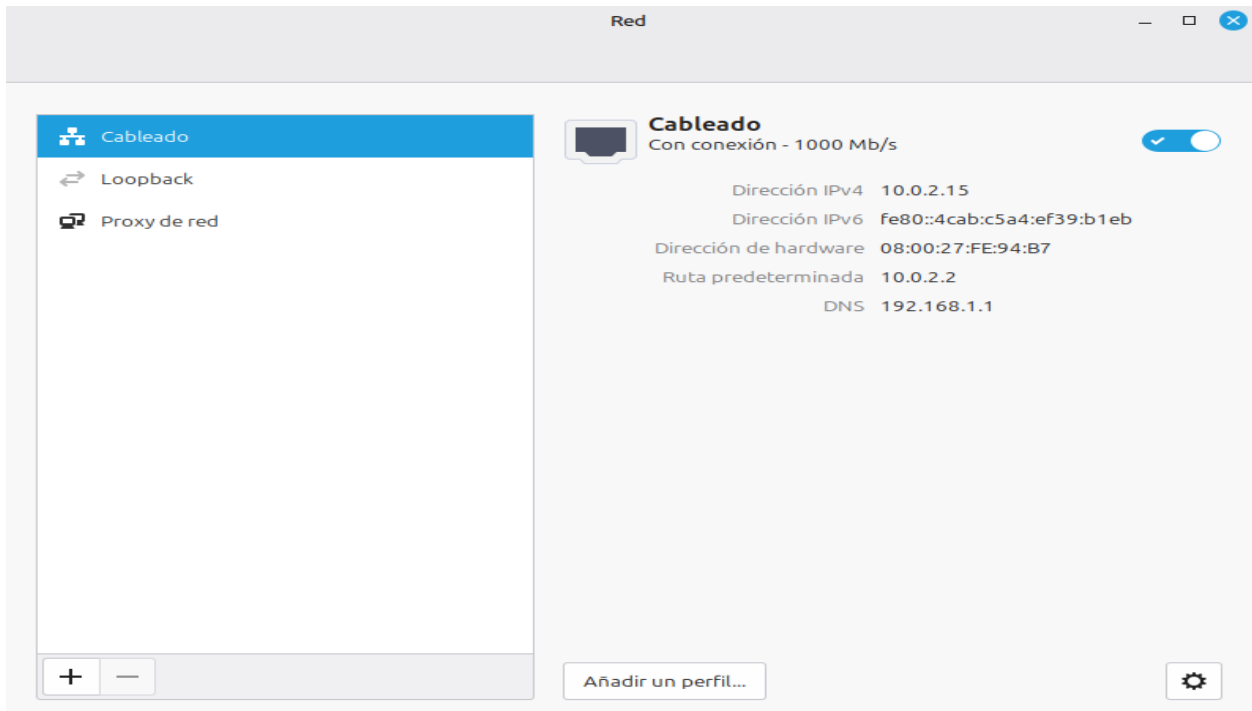 Red
Cableado
Loopback
Proxy de red
Cableado
Con conexión - 1000 Mb/s
Dirección IPv4 10.0.2.15
Dirección IPv6 fe80::4cab:c5a4:ef39:b1eb
Dirección de hardware 08:00:27:FE:94:B7
Ruta predeterminada 10.0.2.2
DNS 192.168.1.1
Añadir un perfil...